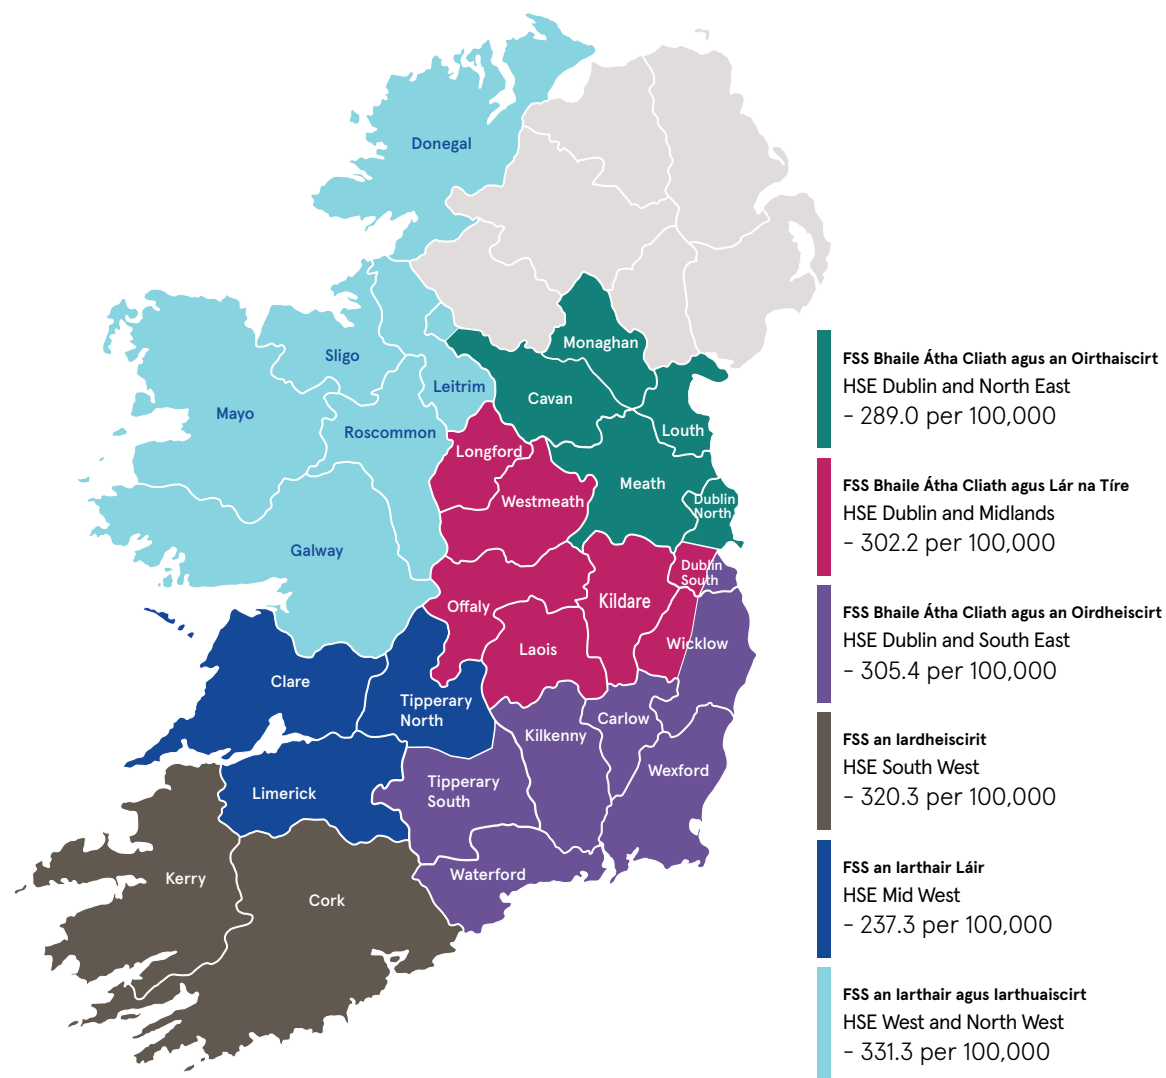 Donegal
Monaghan
Sligo
Leitrim
Cavan
Mayo
Roscommon
Louth
Longford
Meath
Westmeath
Dublin
North
Galway
Dublin
South
Offaly
Kildare
Wicklow
Laois
Clare
Tipperary
North
Carlow
Kilkenny
Wexford
Tipperary
South
Limerick
Waterford
Kerry
Cork
FSS Bhaile Átha Cliath agus an Oirthaiscirt
HSE Dublin and North East
- 289.0 per 100,000
FSS Bhaile Átha Cliath agus Lár na Tíre
HSE Dublin and Midlands
- 302.2 per 100,000
FSS Bhaile Átha Cliath agus an Oirdheiscirt
HSE Dublin and South East
- 305.4 per 100,000
FSS an Iardheiscirit
HSE South West
- 320.3 per 100,000
FSS an Iarthair Láir
HSE Mid West
- 237.3 per 100,000
FSS an Iarthair agus Iarthuaiscirt
HSE West and North West
- 331.3 per 100,000